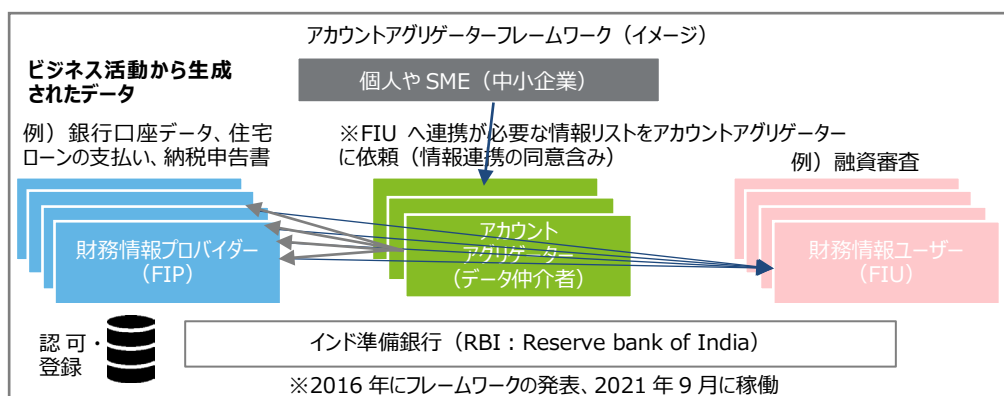 アカウントアグリゲーターフレームワーク（イメージ）
ビジネス活動から生成
されたデータ
個人や SME（中小企業）
例）銀行口座データ、住宅
ローンの支払い、納税申告書
※FIU へ連携が必要な情報リストをアカウントアグリゲーター
に依頼（情報連携の同意含み）
例）融資審査
財務情報プロバイダー
（FIP）
アカウント
アグリゲーター
（データ仲介者）
財務情報ユーザー
（FIU）
認可・
登録
インド準備銀行（RBI：Reserve bank of India）
※2016 年にフレームワークの発表、2021 年 9 月に稼働